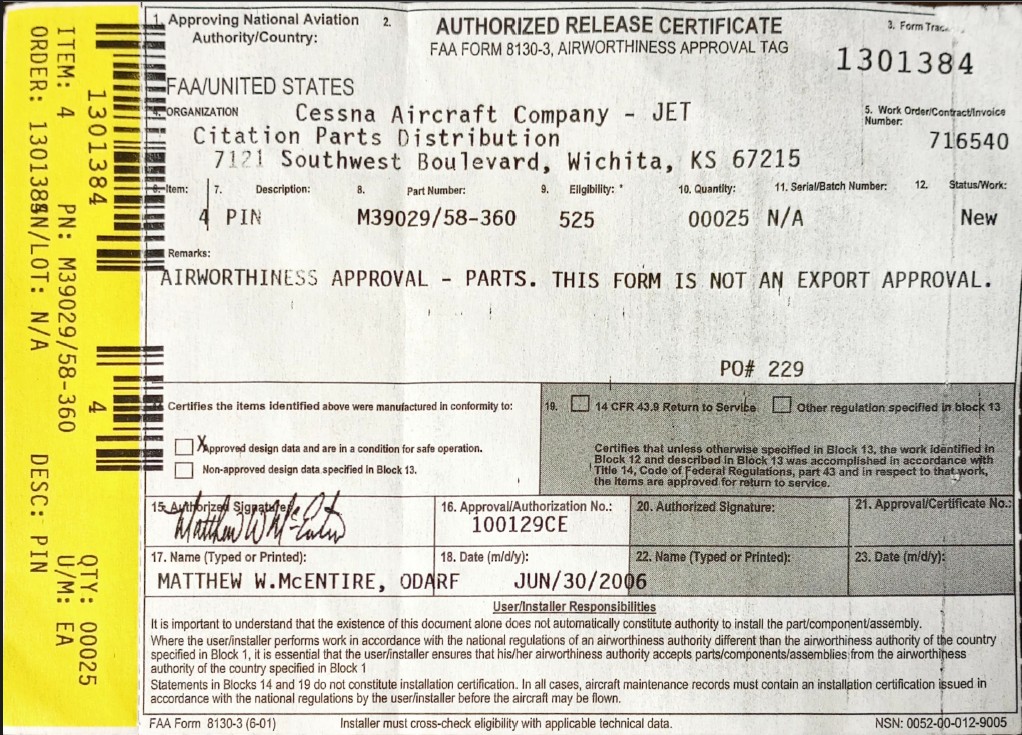 ITEM: 4 PN: M39029/58-360 DESC: PIN
ORDER: 1301384 SN/LOT: N/A
1301384
4
QTY: 00025
U/M: EA
1. Approving National Aviation Authority/Country:
FAA/UNITED STATES
2.
AUTHORIZED RELEASE CERTIFICATE
FAA FORM 8130-3, AIRWORTHINESS APPROVAL TAG
3. Form Trac
1301384
4. ORGANIZATION
Cessna Aircraft Company - JET
Citation Parts Distribution
7121 Southwest Boulevard, Wichita, KS 67215
5. Work Order/Contract/Invoice
Number:
716540
6. Item: 7. Description: 8. Part Number: 9. Eligibility: * 10. Quantity: 11. Serial/Batch Number: 12. Status/Work:
4 PIN M39029/58-360 525 00025 N/A New
Remarks:
AIRWORTHINESS APPROVAL - PARTS. THIS FORM IS NOT AN EXPORT APPROVAL.
PO# 229
Certifies the items identified above were manufactured in conformity to:
X Approved design data and are in a condition for safe operation.
Non-approved design data specified in Block 13.
19. 14 CFR 43.9 Return to Service Other regulation specified in block 13
Certifies that unless otherwise specified in Block 13, the work identified in
Block 12 and described in Block 13 was accomplished in accordance with
Title 14, Code of Federal Regulations, part 43 and in respect to that work,
the items are approved for return to service.
15. Authorized Signature:
Matthew W McEntire
16. Approval/Authorization No.:
100129CE
20. Authorized Signature:
21. Approval/Certificate No.:
17. Name (Typed or Printed):
MATTHEW W.McENTIRE, ODARF
18. Date (m/d/y):
JUN/30/2006
22. Name (Typed or Printed):
23. Date (m/d/y):
User/Installer Responsibilities
It is important to understand that the existence of this document alone does not automatically constitute authority to install the part/component/assembly.
Where the user/installer performs work in accordance with the national regulations of an airworthiness authority different than the airworthiness authority of the country
specified in Block 1, it is essential that the user/installer ensures that his/her airworthiness authority accepts parts/components/assemblies from the airworthiness
authority of the country specified in Block 1
Statements in Blocks 14 and 19 do not constitute installation certification. In all cases, aircraft maintenance records must contain an installation certification issued in
accordance with the national regulations by the user/installer before the aircraft may be flown.
FAA Form 8130-3 (6-01) Installer must cross-check eligibility with applicable technical data. NSN: 0052-00-012-9005